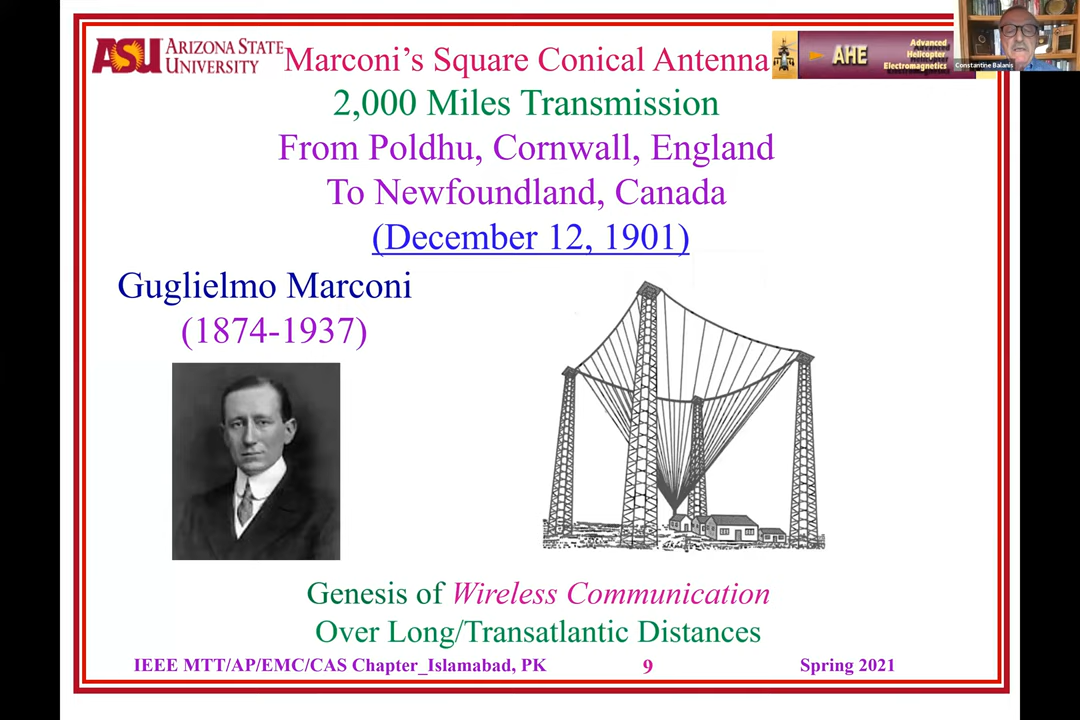 ASU ARIZONA STATE
UNIVERSITY
Marconi's Square Conical Antenna
AHE
Advanced
Helicopter
Electromagnetics
Constantine Balanis
2,000 Miles Transmission
From Poldhu, Cornwall, England
To Newfoundland, Canada
(December 12, 1901)
Guglielmo Marconi
(1874-1937)
Genesis of Wireless Communication
Over Long/Transatlantic Distances
IEEE MTT/AP/EMC/CAS Chapter_Islamabad, PK
9
Spring 2021